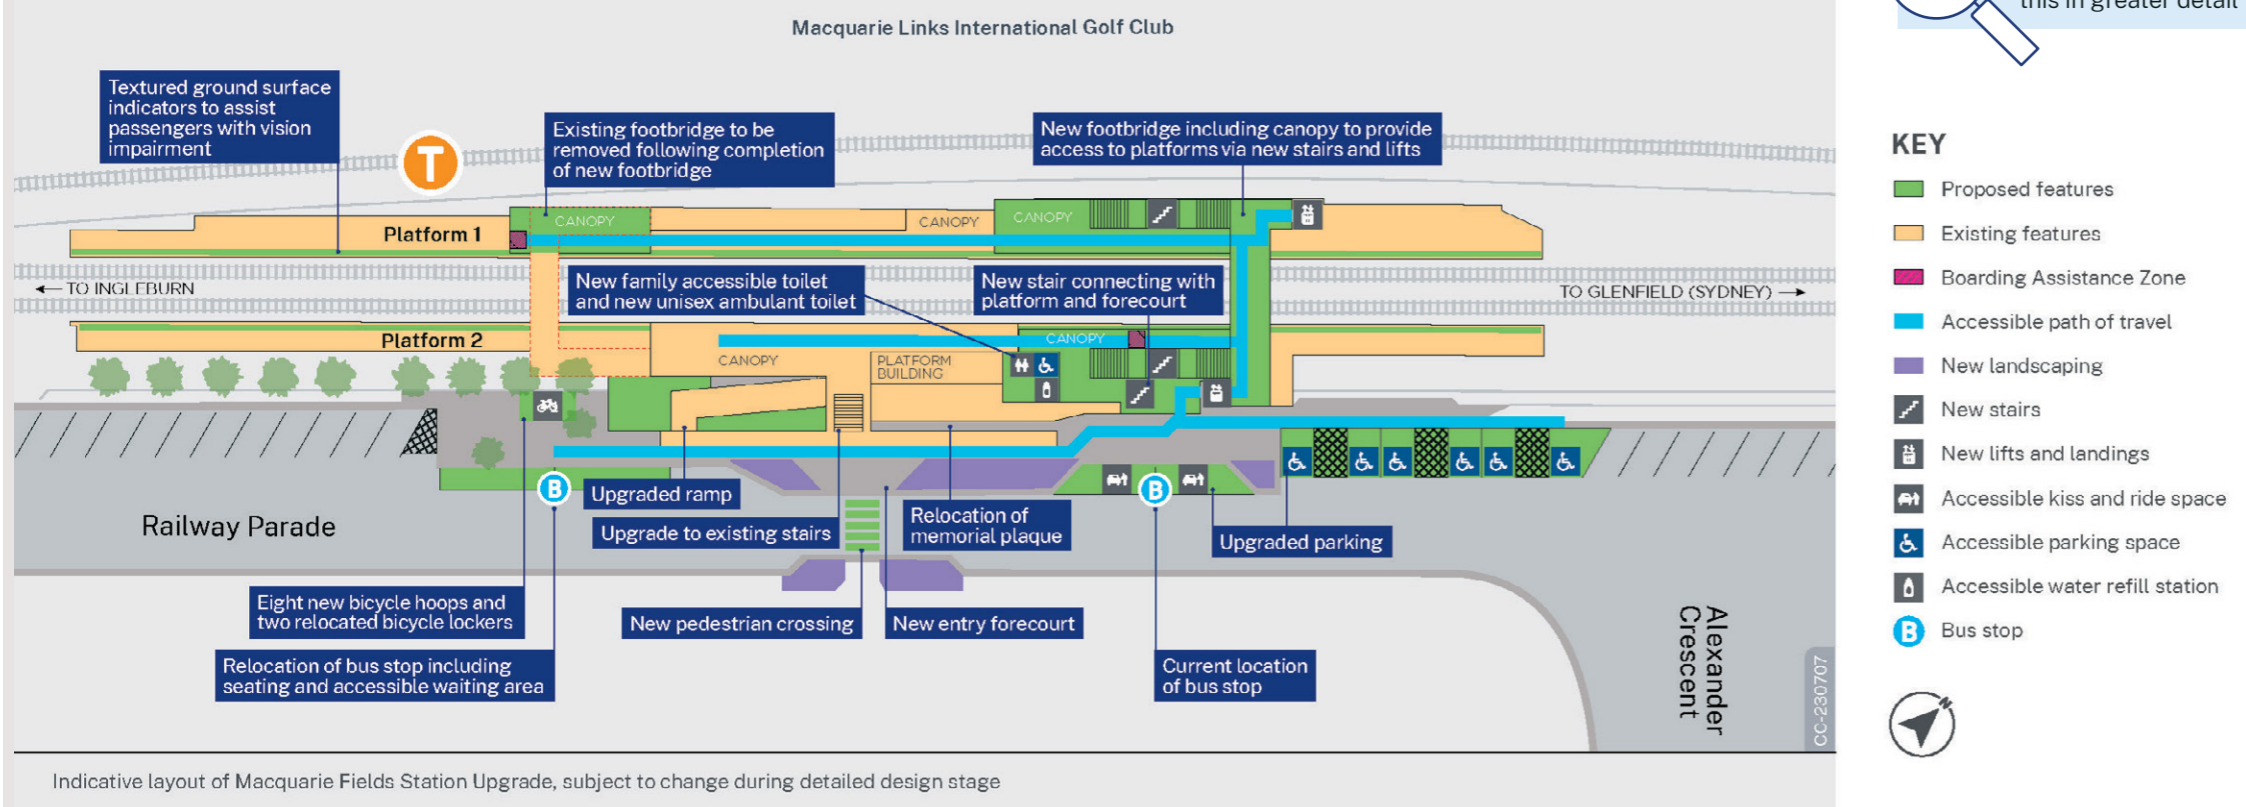 this in greater detail
Macquarie Links International Golf Club
Textured ground surface
indicators to assist
passengers with vision
impairment
T
Existing footbridge to be
removed following completion
of new footbridge
New footbridge including canopy to provide
access to platforms via new stairs and lifts
CANOPY
CANOPY
CANOPY
Platform 1
← TO INGLEBURN
New family accessible toilet
and new unisex ambulant toilet
New stair connecting with
platform and forecourt
TO GLENFIELD (SYDNEY) →
Platform 2
CANOPY
CANOPY
PLATFORM
BUILDING
B
Upgraded ramp
B
Railway Parade
Upgrade to existing stairs
Relocation of
memorial plaque
Upgraded parking
Eight new bicycle hoops and
two relocated bicycle lockers
New pedestrian crossing
New entry forecourt
Relocation of bus stop including
seating and accessible waiting area
Current location
of bus stop
Alexander
Crescent
CC-230707
Indicative layout of Macquarie Fields Station Upgrade, subject to change during detailed design stage
KEY
Proposed features
Existing features
Boarding Assistance Zone
Accessible path of travel
New landscaping
New stairs
New lifts and landings
Accessible kiss and ride space
Accessible parking space
Accessible water refill station
B Bus stop
N